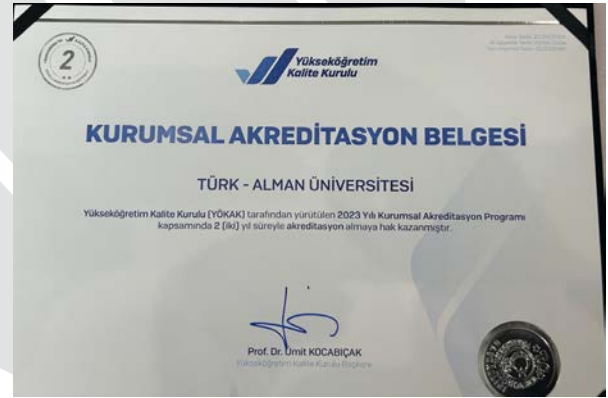 2
Yükseköğretim
Kalite Kurulu
KURUMSAL AKREDİTASYON BELGESİ
TÜRK - ALMAN ÜNİVERSİTESİ
Yükseköğretim Kalite Kurulu (YÖKAK) tarafından yürütülen 2023 Yılı Kurumsal Akreditasyon Programı
kapsamında 2 (iki) yıl süreyle akreditasyon almaya hak kazanmıştır.
Prof. Dr. Ümit KOCABIÇAK
Yükseköğretim Kalite Kurulu Başkanı